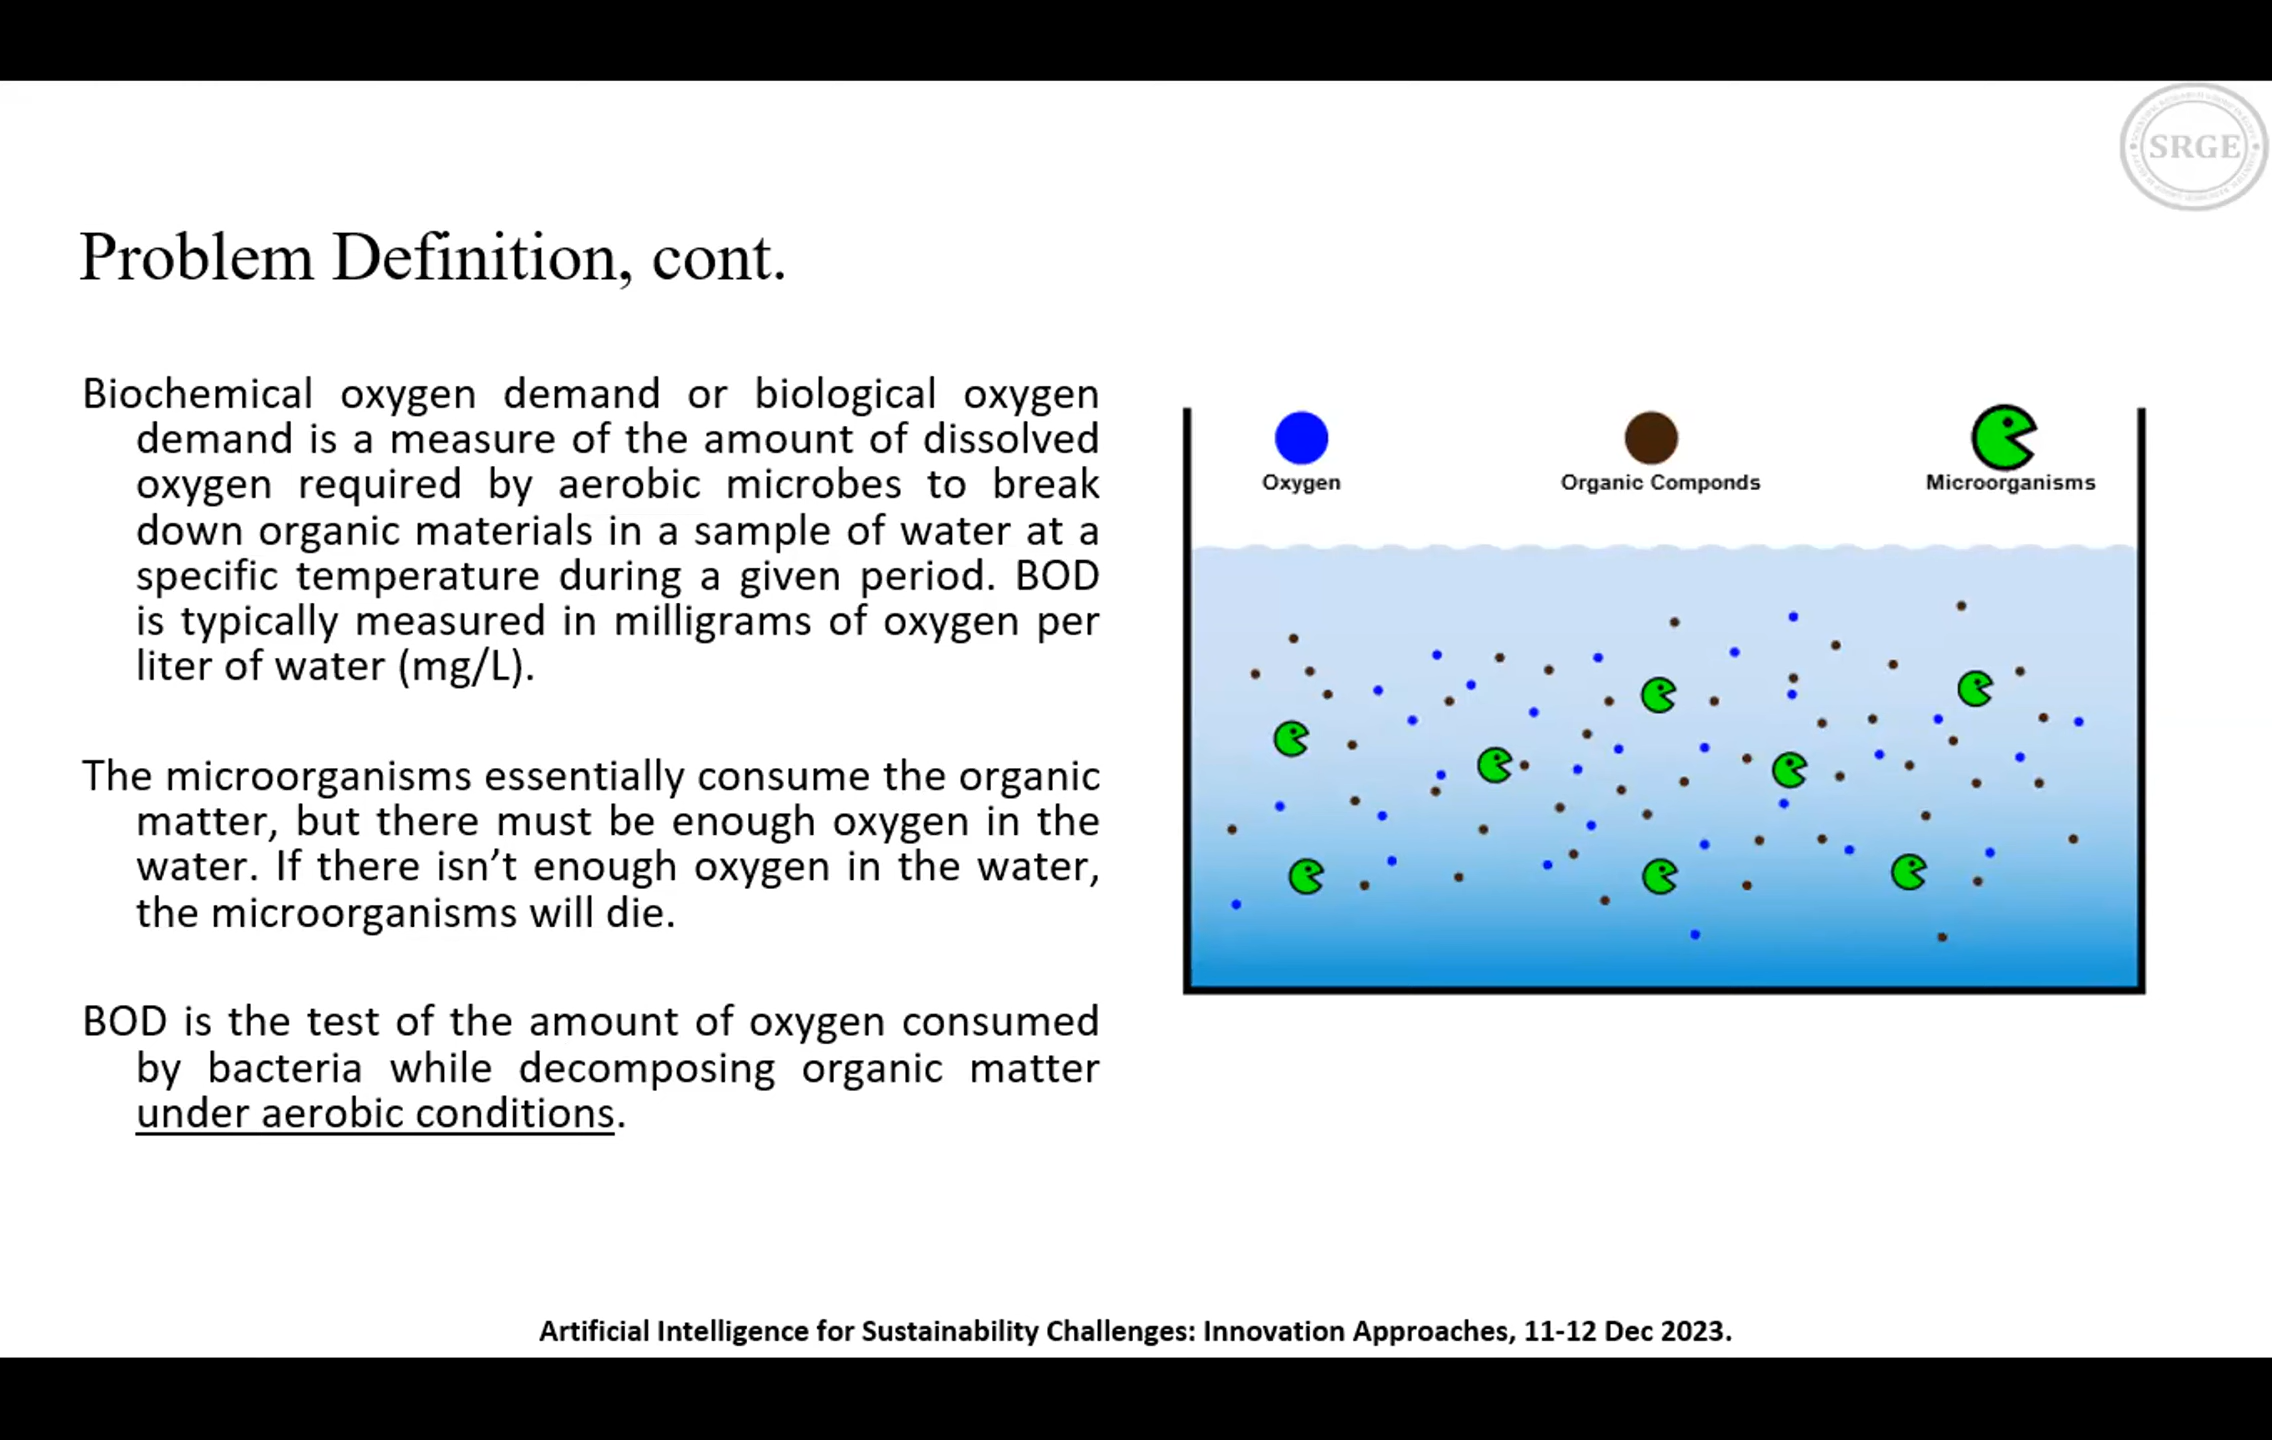 SRGE
Problem Definition, cont.
Biochemical oxygen demand or biological oxygen
demand is a measure of the amount of dissolved
oxygen required by aerobic microbes to break
down organic materials in a sample of water at a
specific temperature during a given period. BOD
is typically measured in milligrams of oxygen per
liter of water (mg/L).
The microorganisms essentially consume the organic
matter, but there must be enough oxygen in the
water. If there isn’t enough oxygen in the water,
the microorganisms will die.
BOD is the test of the amount of oxygen consumed
by bacteria while decomposing organic matter
under aerobic conditions.
Oxygen
Organic Componds
Microorganisms
Artificial Intelligence for Sustainability Challenges: Innovation Approaches, 11-12 Dec 2023.